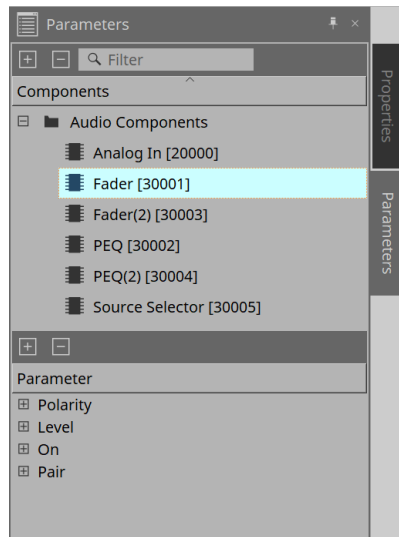 Parameters
Filter
Components
Audio Components
Analog In [20000]
Fader [30001]
Fader(2) [30003]
PEQ [30002]
PEQ(2) [30004]
Source Selector [30005]
Parameter
Polarity
Level
On
Pair
Properties
Parameters